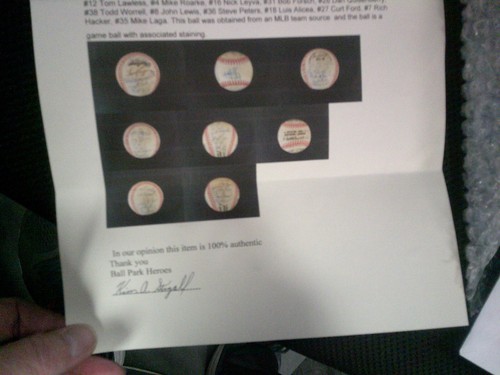 #12 Tom Lawless, #4 Mike Roarke, #16 Nick Leyva, #31 Bob Forsch,
#38 Todd Worrell, #6 John Lewis, #36 Steve Peters, #18 Luis Alicea, #27 Curt Ford, #7 Rich
Hacker, #35 Mike Laga. This ball was obtained from an MLB team source and the ball is a
game ball with associated staining.
In our opinion this item is 100% authentic
Thank you
Ball Park Heroes